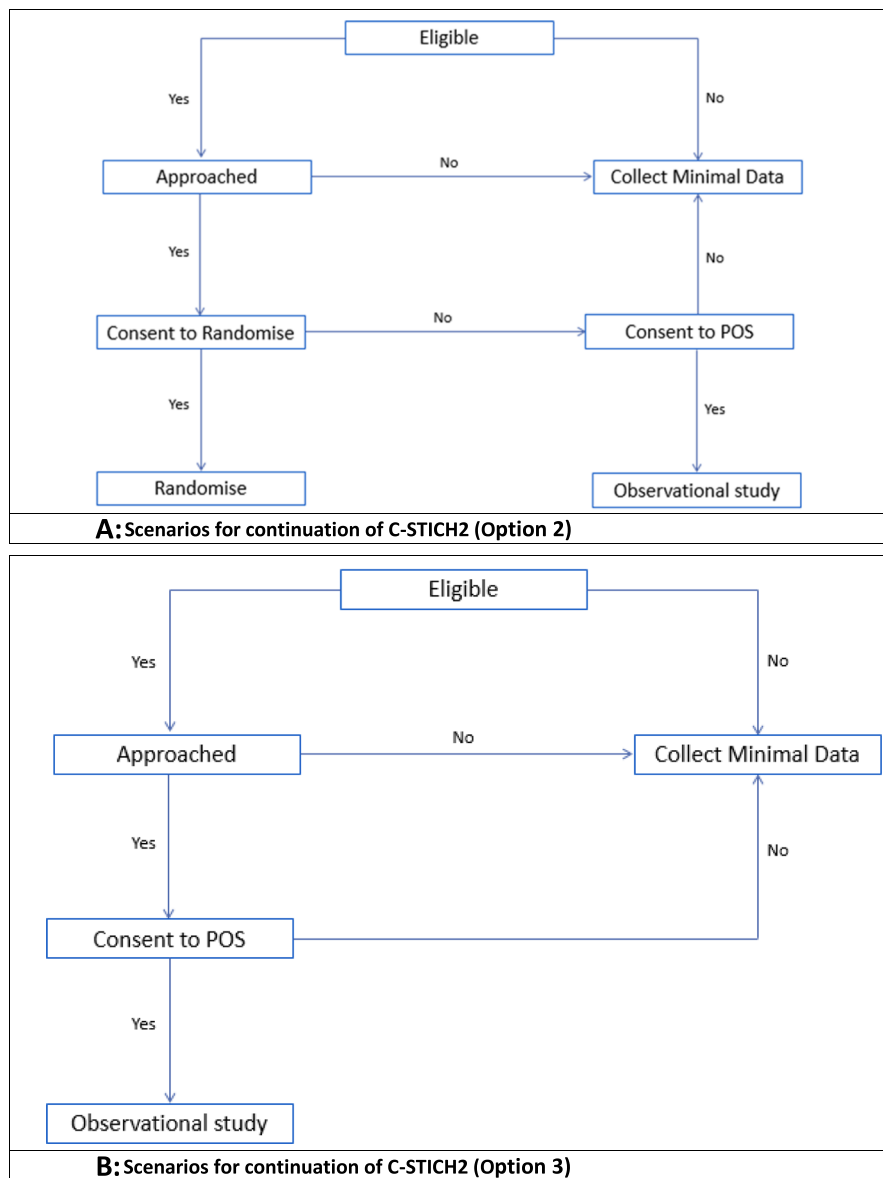 Eligible
Yes
No
Approached
No
Collect Minimal Data
Yes
No
Consent to Randomise
No
Consent to POS
Yes
Yes
Randomise
Observational study
A: Scenarios for continuation of C-STICH2 (Option 2)
Eligible
Yes
No
Approached
No
Collect Minimal Data
Yes
No
Consent to POS
Yes
Observational study
B: Scenarios for continuation of C-STICH2 (Option 3)